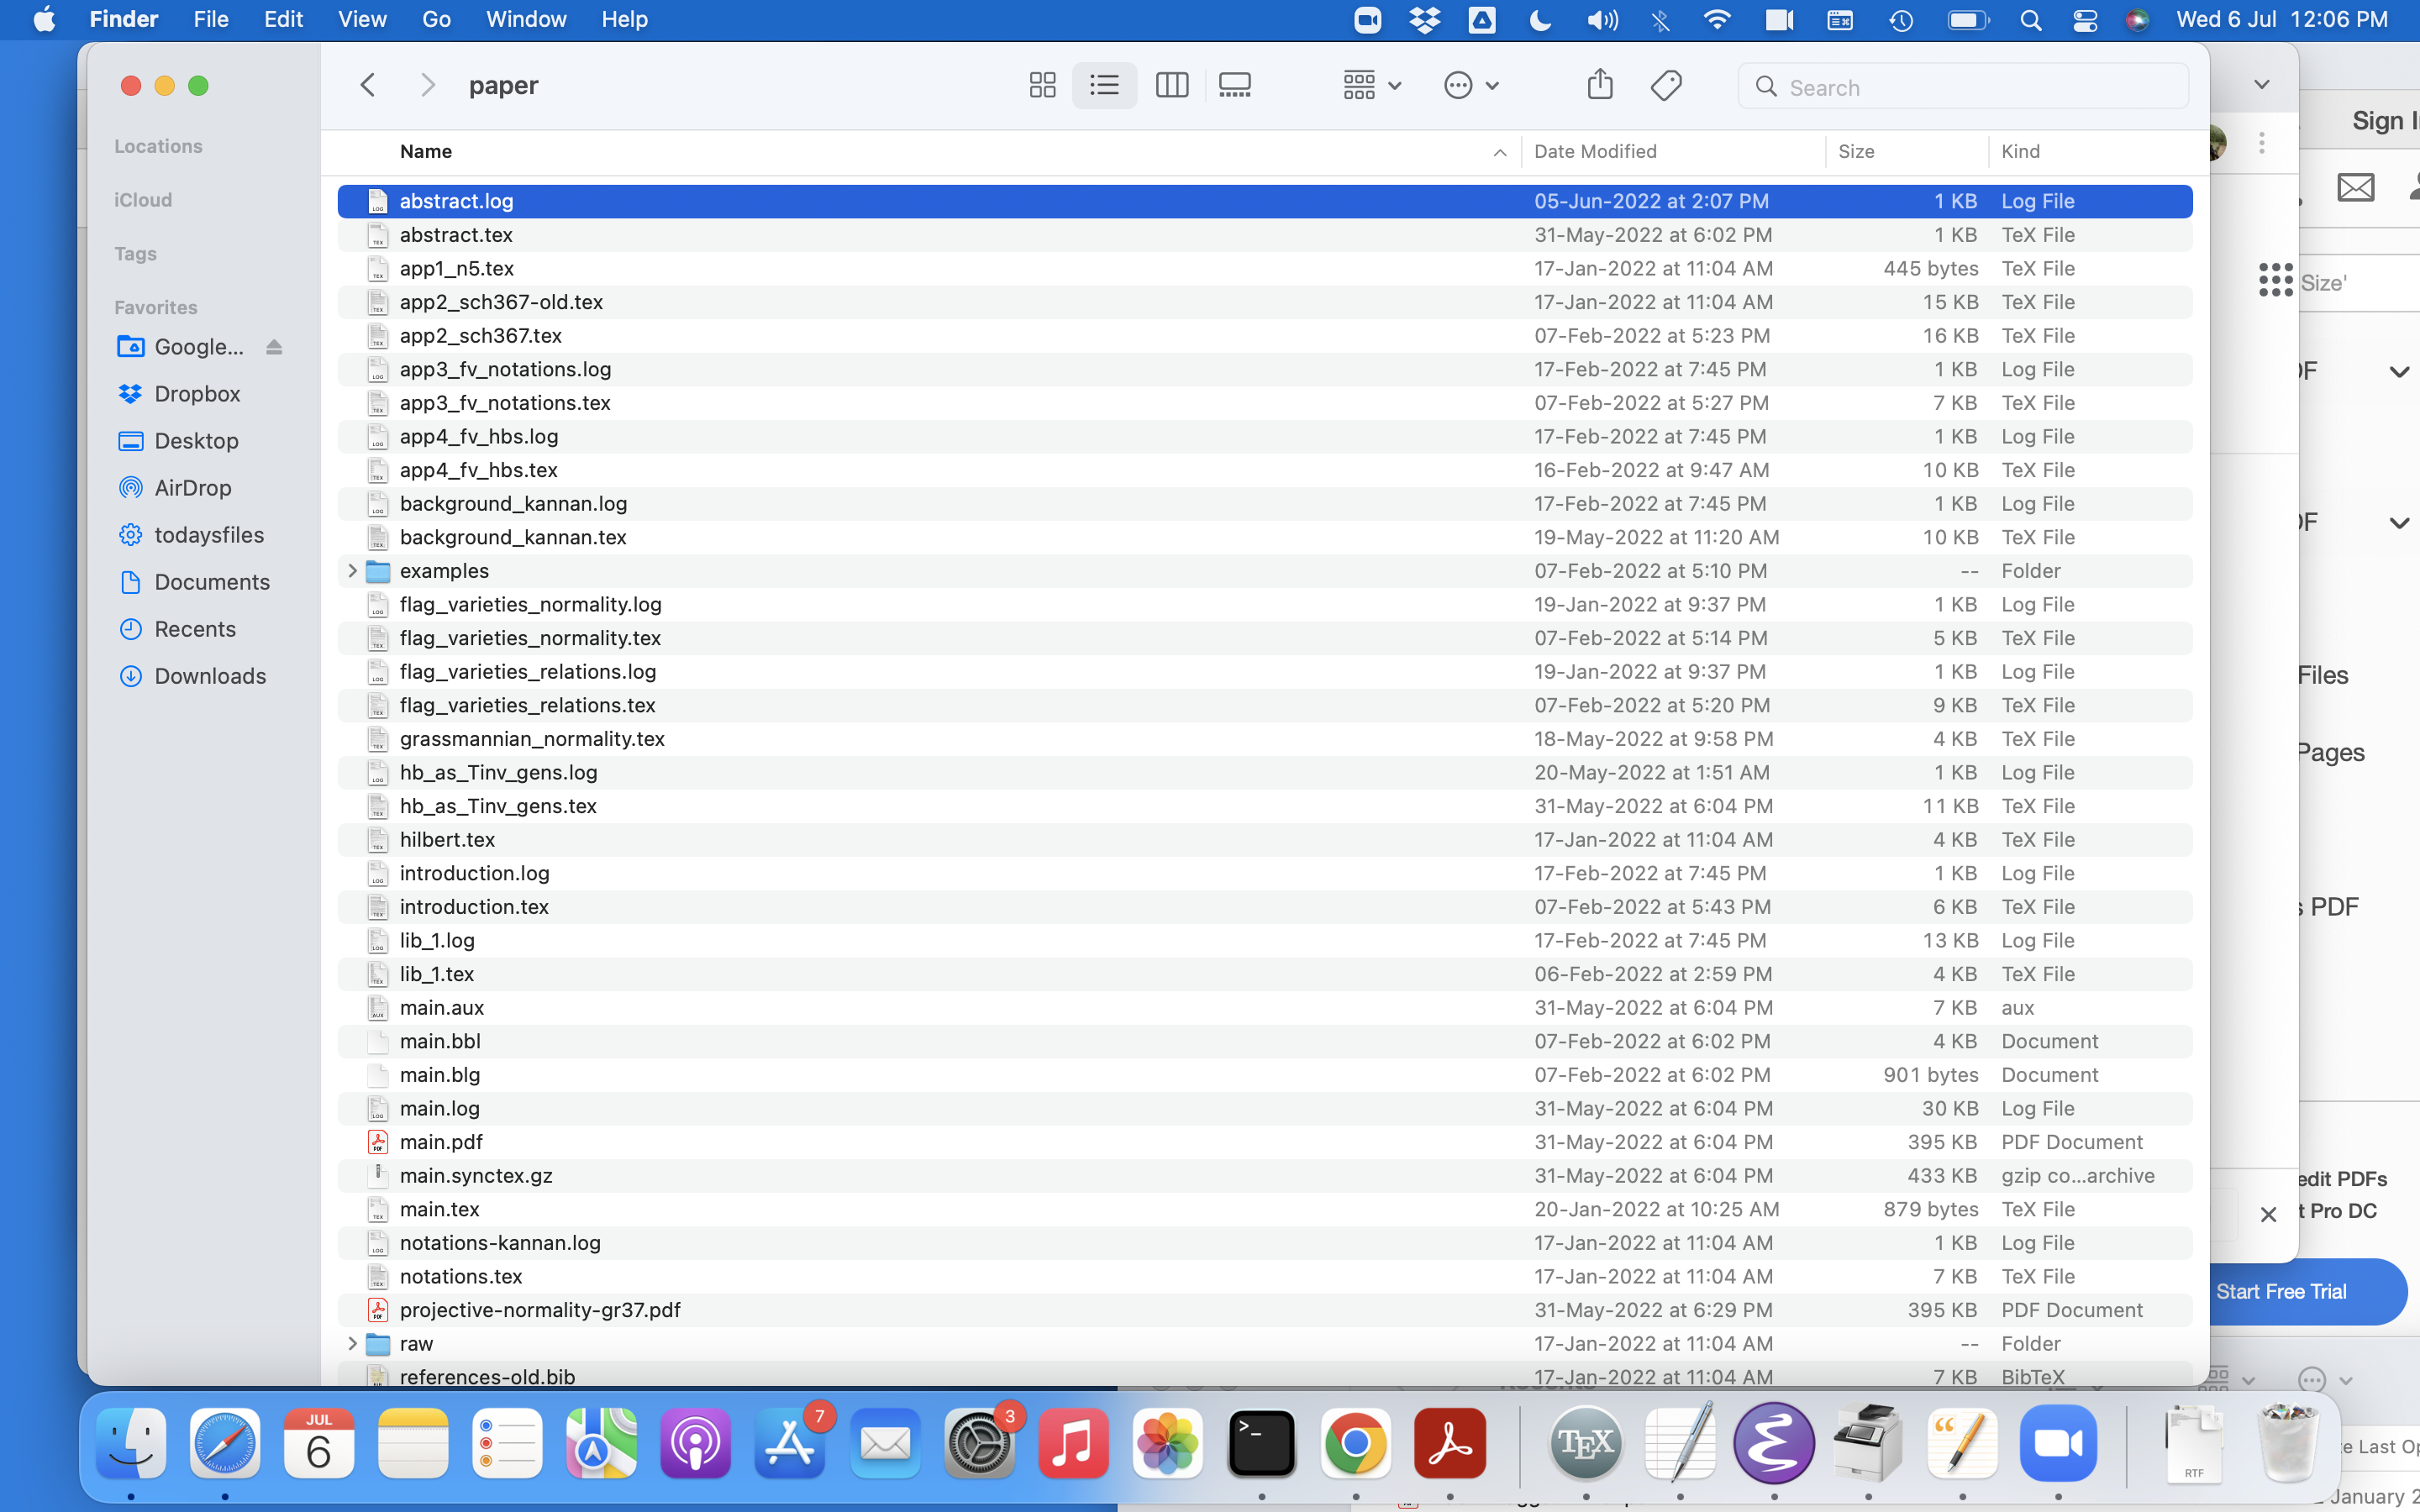 Finder File Edit View Go Window Help Wed 6 Jul 12:06 PM
paper
Search
Sign I
Locations
iCloud
Tags
Favorites
Google...
Dropbox
Desktop
AirDrop
todaysfiles
Documents
Recents
Downloads
Name Date Modified Size Kind
abstract.log 05-Jun-2022 at 2:07 PM 1 KB Log File
abstract.tex 31-May-2022 at 6:02 PM 1 KB TeX File
app1_n5.tex 17-Jan-2022 at 11:04 AM 445 bytes TeX File
app2_sch367-old.tex 17-Jan-2022 at 11:04 AM 15 KB TeX File
app2_sch367.tex 07-Feb-2022 at 5:23 PM 16 KB TeX File
app3_fv_notations.log 17-Feb-2022 at 7:45 PM 1 KB Log File
app3_fv_notations.tex 07-Feb-2022 at 5:27 PM 7 KB TeX File
app4_fv_hbs.log 17-Feb-2022 at 7:45 PM 1 KB Log File
app4_fv_hbs.tex 16-Feb-2022 at 9:47 AM 10 KB TeX File
background_kannan.log 17-Feb-2022 at 7:45 PM 1 KB Log File
background_kannan.tex 19-May-2022 at 11:20 AM 10 KB TeX File
examples 07-Feb-2022 at 5:10 PM -- Folder
flag_varieties_normality.log 19-Jan-2022 at 9:37 PM 1 KB Log File
flag_varieties_normality.tex 07-Feb-2022 at 5:14 PM 5 KB TeX File
flag_varieties_relations.log 19-Jan-2022 at 9:37 PM 1 KB Log File
flag_varieties_relations.tex 07-Feb-2022 at 5:20 PM 9 KB TeX File
grassmannian_normality.tex 18-May-2022 at 9:58 PM 4 KB TeX File
hb_as_Tinv_gens.log 20-May-2022 at 1:51 AM 1 KB Log File
hb_as_Tinv_gens.tex 31-May-2022 at 6:04 PM 11 KB TeX File
hilbert.tex 17-Jan-2022 at 11:04 AM 4 KB TeX File
introduction.log 17-Feb-2022 at 7:45 PM 1 KB Log File
introduction.tex 07-Feb-2022 at 5:43 PM 6 KB TeX File
lib_1.log 17-Feb-2022 at 7:45 PM 13 KB Log File
lib_1.tex 06-Feb-2022 at 2:59 PM 4 KB TeX File
main.aux 31-May-2022 at 6:04 PM 7 KB aux
main.bbl 07-Feb-2022 at 6:02 PM 4 KB Document
main.blg 07-Feb-2022 at 6:02 PM 901 bytes Document
main.log 31-May-2022 at 6:04 PM 30 KB Log File
main.pdf 31-May-2022 at 6:04 PM 395 KB PDF Document
main.synctex.gz 31-May-2022 at 6:04 PM 433 KB gzip co...archive
main.tex 20-Jan-2022 at 10:25 AM 879 bytes TeX File
notations-kannan.log 17-Jan-2022 at 11:04 AM 1 KB Log File
notations.tex 17-Jan-2022 at 11:04 AM 7 KB TeX File
projective-normality-gr37.pdf 31-May-2022 at 6:29 PM 395 KB PDF Document
raw 17-Jan-2022 at 11:04 AM -- Folder
references-old.bib 17-Jan-2022 at 11:04 AM 7 KB BibTeX
Size'
Files
Pages
PDF
edit PDFs
t Pro DC
Start Free Trial
JUL
6
7
3
TEX
RTF
Last Op
January 2